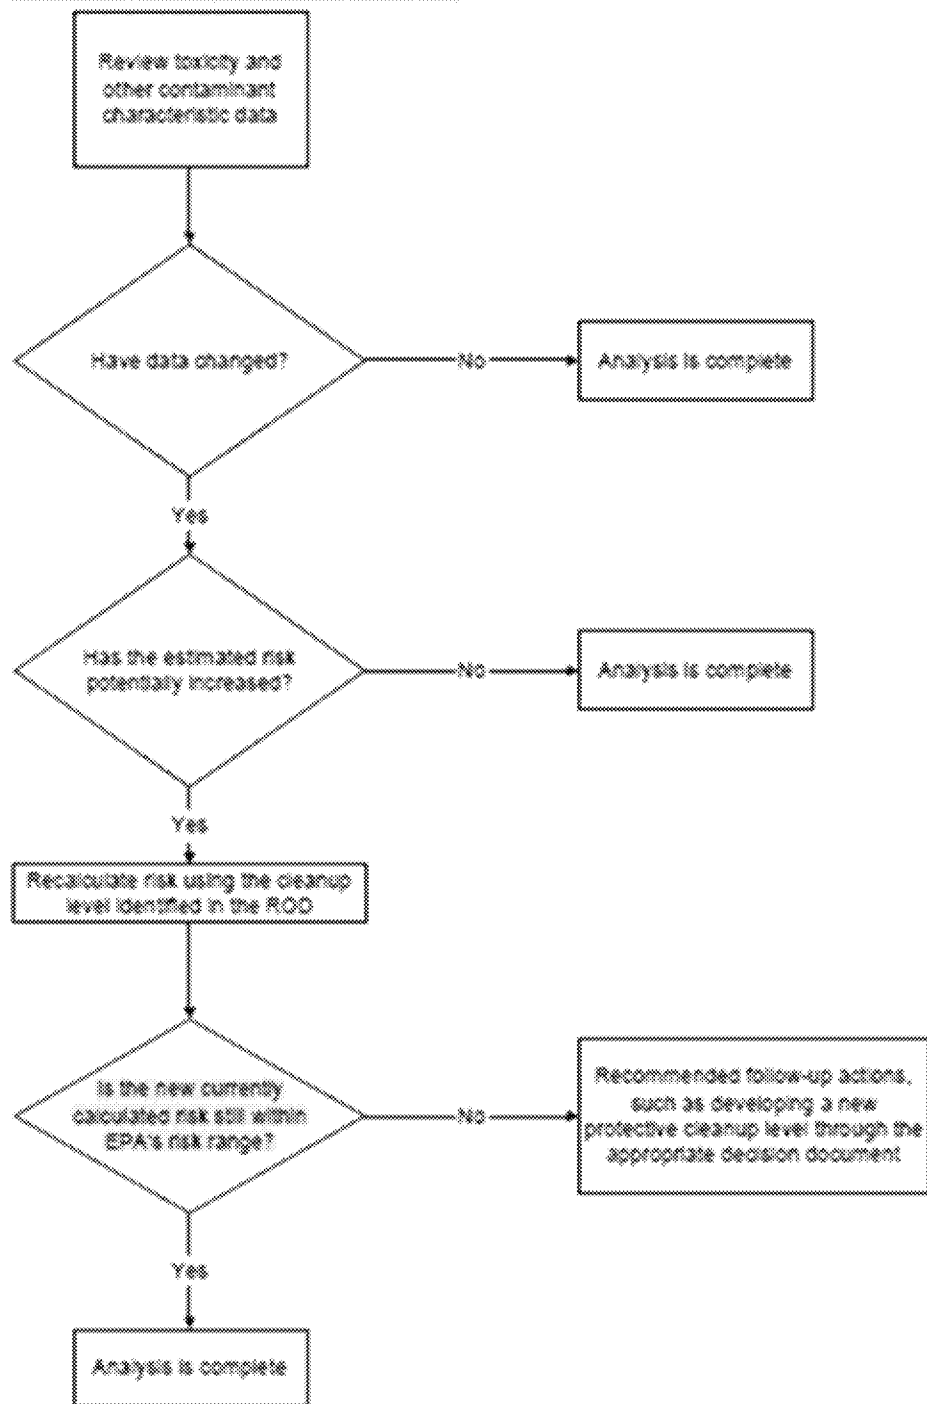 Review toxicity and
other contaminant
characteristic data
Have data changed?
No
Analysis is complete
Yes
Has the estimated risk
potentially increased?
No
Analysis is complete
Yes
Recalculate risk using the cleanup
level identified in the ROD
Is the new currently
calculated risk still within
EPA's risk range?
No
Recommended follow-up actions,
such as developing a new
protective cleanup level through the
appropriate decision document
Yes
Analysis is complete